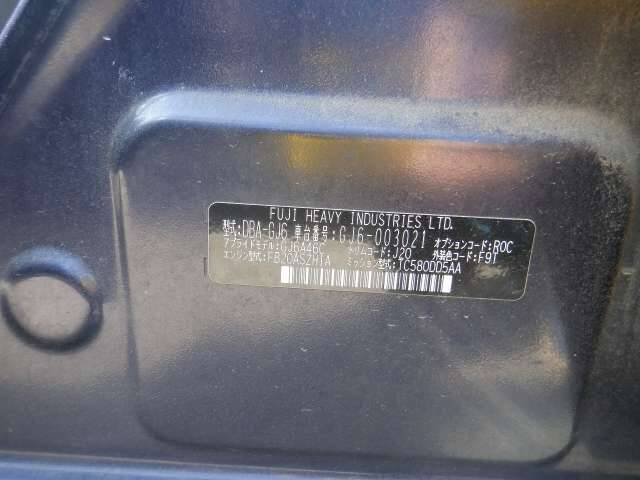 FUJI HEAVY INDUSTRIES LTD.
型式: DBA-GJ6 車台番号: GJ6-003021 オプションコード: ROC
アプライドモデル: GJ6A46C トリムコード: J20 外装色コード: F9T
エンジン型式: FB20ASZH1A ミッション型式: TC580DD5AA